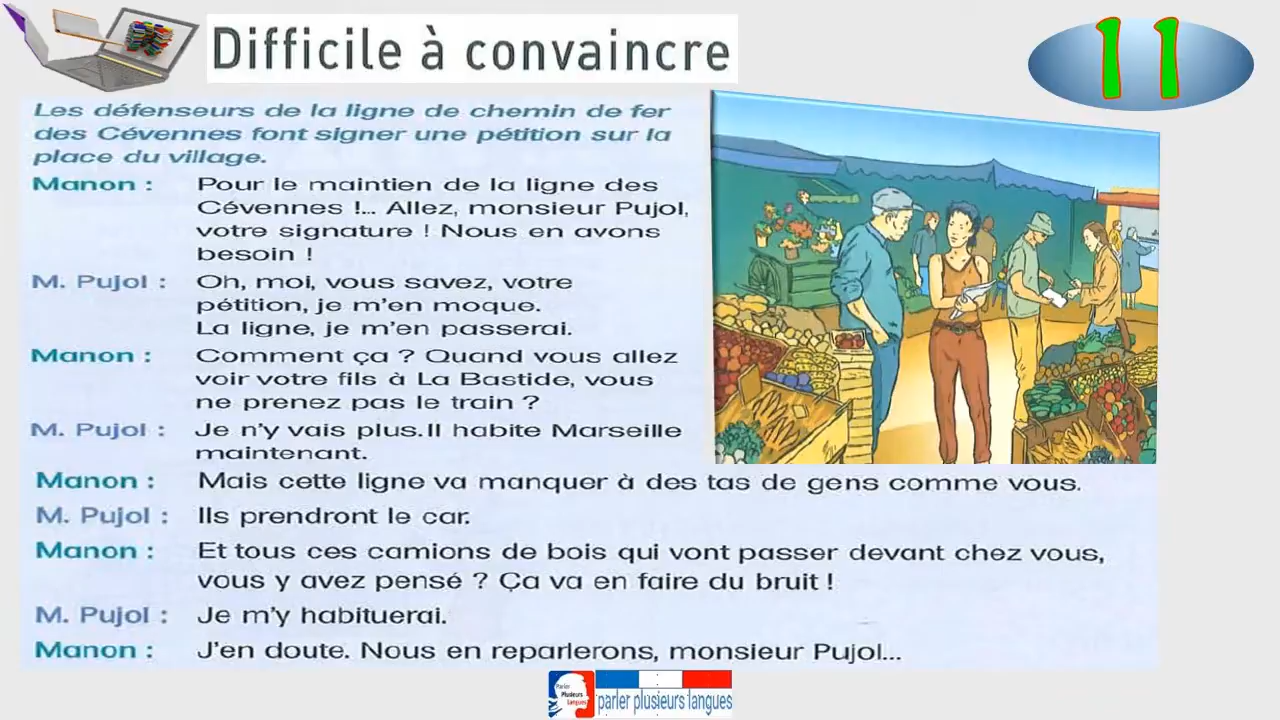 Difficile à convaincre
11
Les défenseurs de la ligne de chemin de fer
des Cévennes font signer une pétition sur la
place du village.
Manon : Pour le maintien de la ligne des
Cévennes !... Allez, monsieur Pujol,
votre signature ! Nous en avons
besoin !
M. Pujol : Oh, moi, vous savez, votre
pétition, je m'en moque.
La ligne, je m'en passerai.
Manon : Comment ça ? Quand vous allez
voir votre fils à La Bastide, vous
ne prenez pas le train ?
M. Pujol : Je n'y vais plus. Il habite Marseille
maintenant.
Manon : Mais cette ligne va manquer à des tas de gens comme vous.
M. Pujol : Ils prendront le car.
Manon : Et tous ces camions de bois qui vont passer devant chez vous,
vous y avez pensé ? Ça va en faire du bruit !
M. Pujol : Je m'y habituerai.
Manon : J'en doute. Nous en reparlerons, monsieur Pujol...
Parler
Plusieurs
Langues
parler plusieurs langues